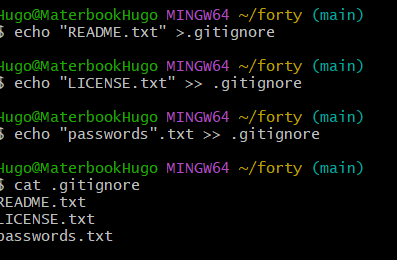 Hugo@MaterbookHugo MINGW64 ~/forty (main)
$ echo "README.txt" >.gitignore
Hugo@MaterbookHugo MINGW64 ~/forty (main)
$ echo "LICENSE.txt" >> .gitignore
Hugo@MaterbookHugo MINGW64 ~/forty (main)
$ echo "passwords".txt >> .gitignore
Hugo@MaterbookHugo MINGW64 ~/forty (main)
$ cat .gitignore
README.txt
LICENSE.txt
passwords.txt